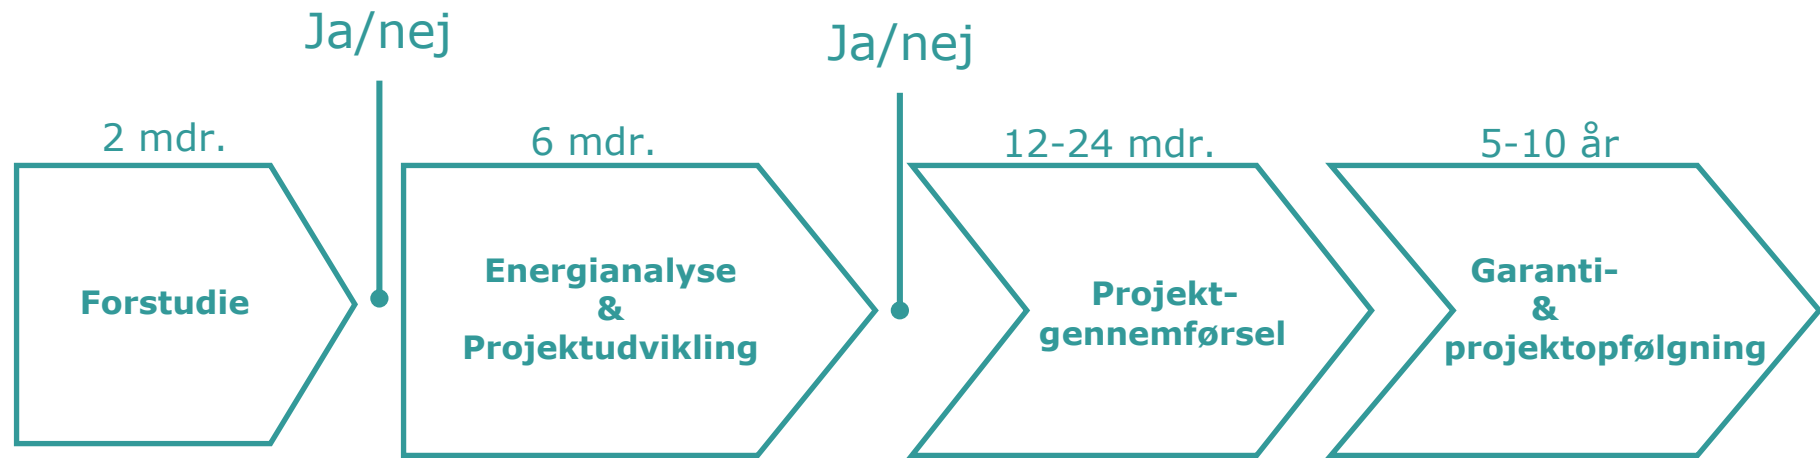 Ja/nej
Ja/nej
2 mdr.
6 mdr.
12-24 mdr.
5-10 år
Forstudie
Energianalyse
&
Projektudvikling
Projekt-
gennemførsel
Garanti-
&
projektopfølgning